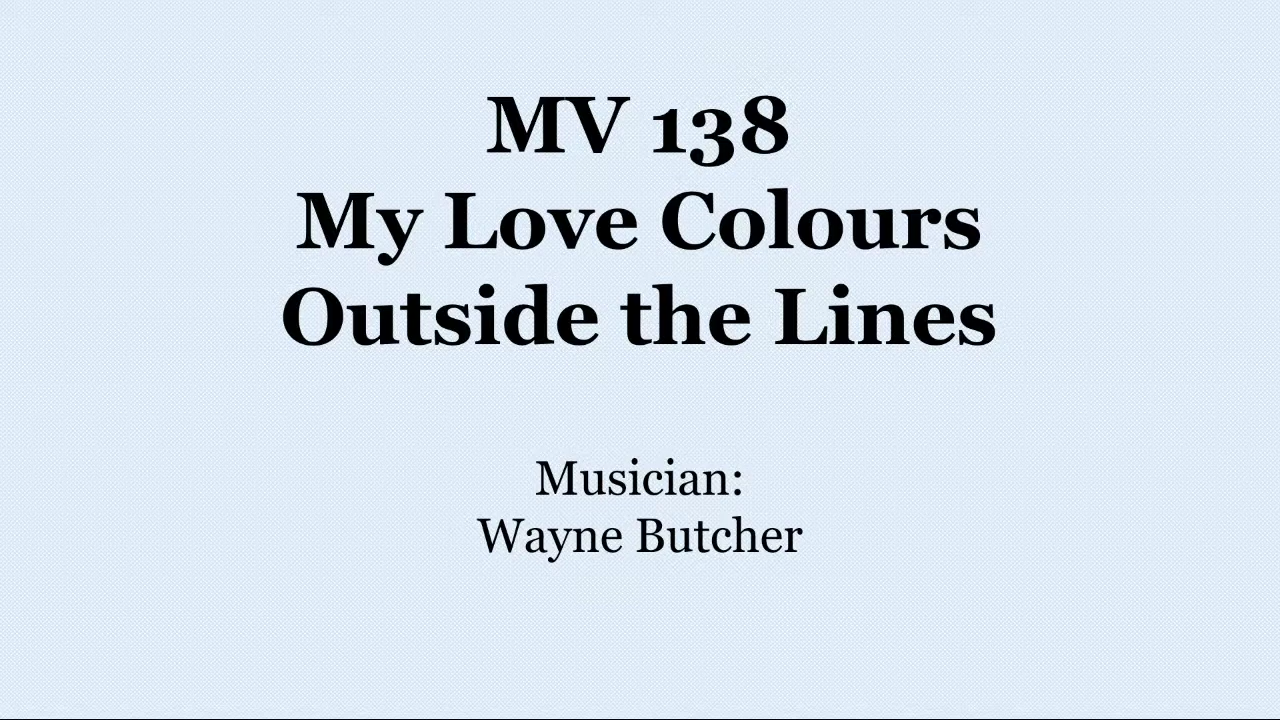 MV 138
My Love Colours
Outside the Lines
Musician:
Wayne Butcher